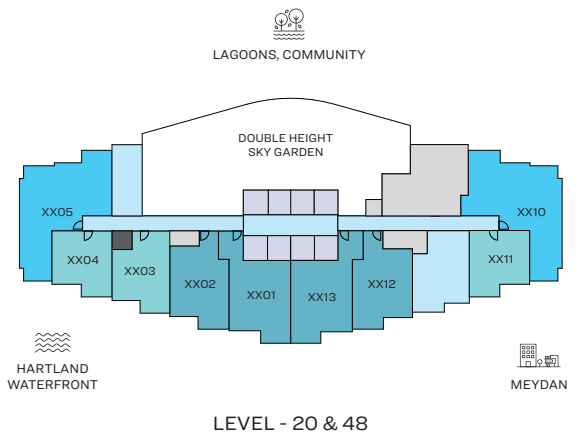 LAGOONS, COMMUNITY
DOUBLE HEIGHT
SKY GARDEN
XX05
XX10
XX04
XX03
XX02
XX01
XX13
XX12
XX11
HARTLAND
WATERFRONT
MEYDAN
LEVEL - 20 & 48